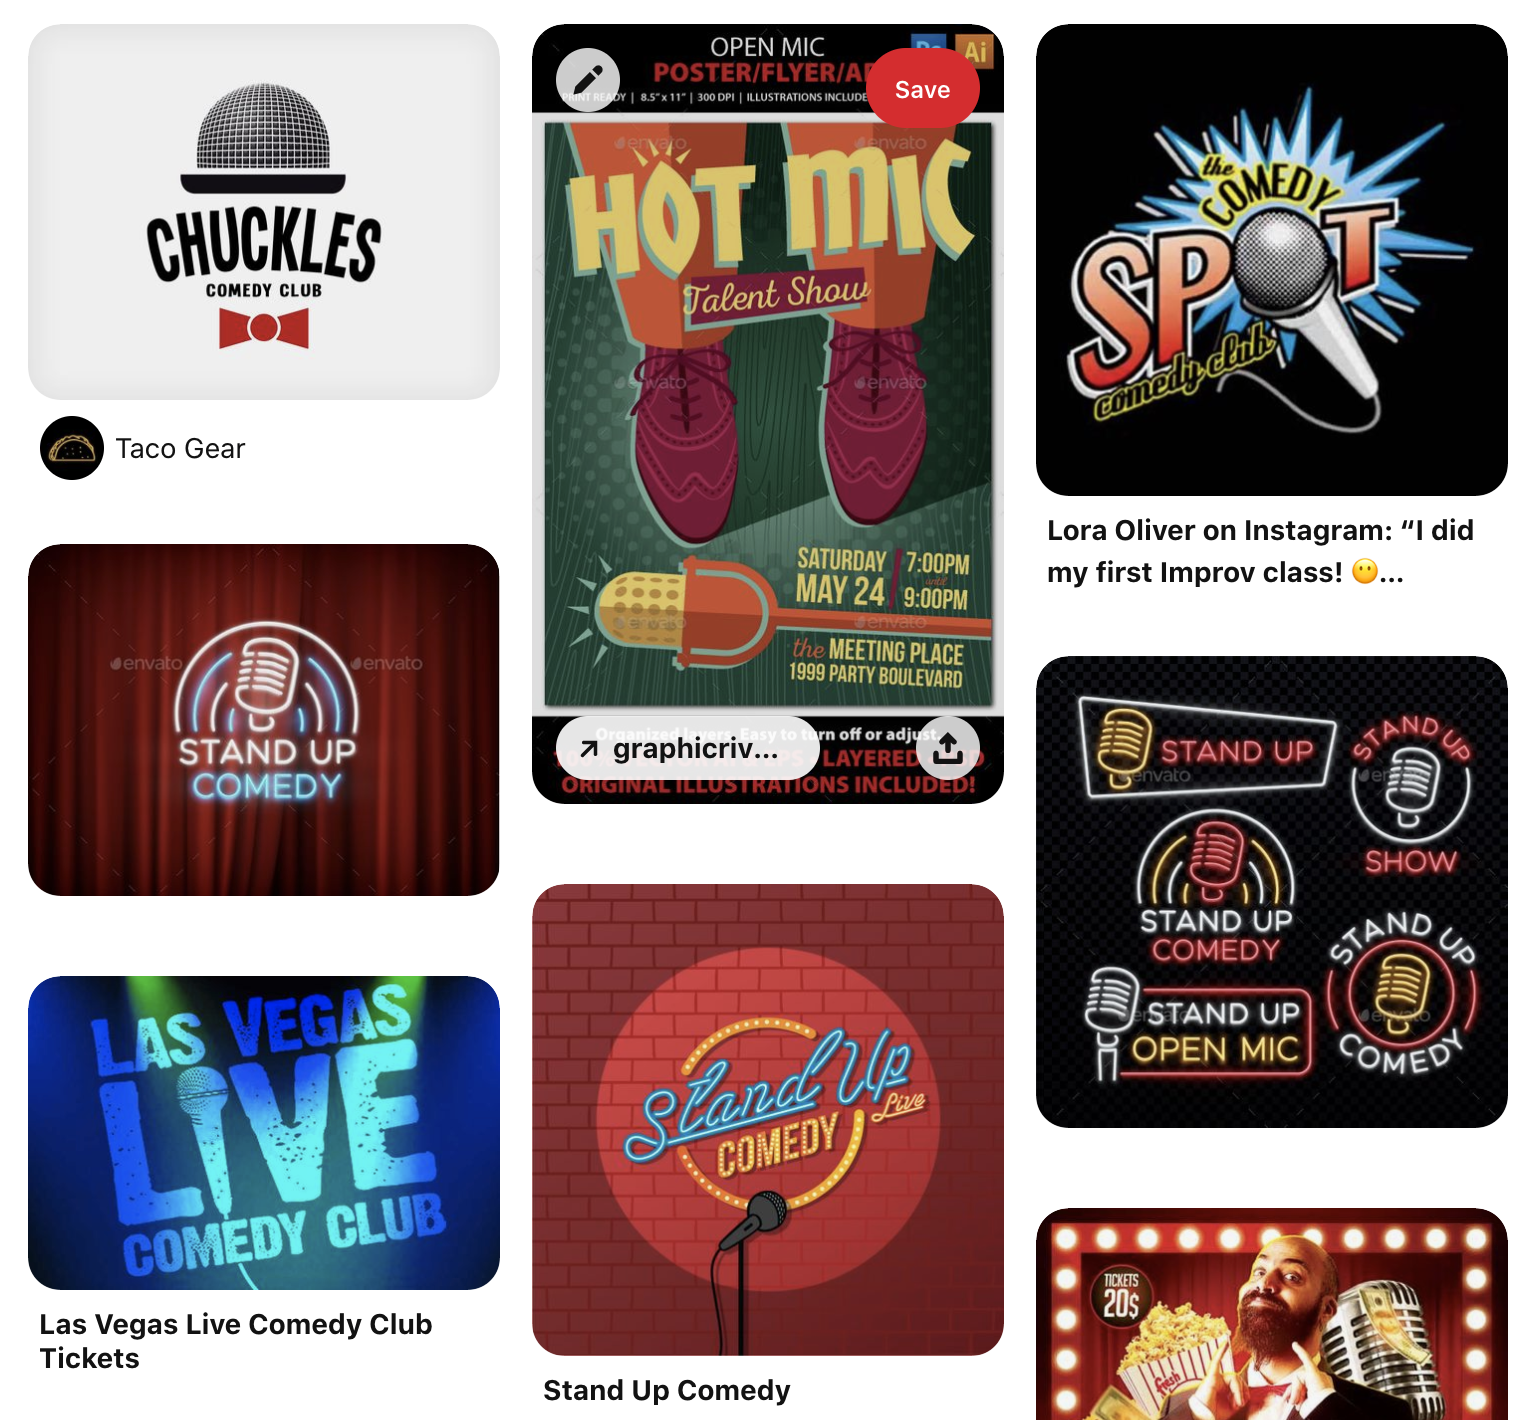 CHUCKLES
COMEDY CLUB
Taco Gear
envato
envato
STAND UP
COMEDY
LAS VEGAS
LIVE
COMEDY CLUB
Las Vegas Live Comedy Club
Tickets
OPEN MIC
Ai
POSTER/FLYER/
Save
PRINT READY | 8.5" x 11" | 300 DPI | ILLUSTRATIONS
envato
envato
HOT MIC
Talent Show
envato
envato
SATURDAY
MAY 24
7:00PM
until
9:00PM
envato
envato
the MEETING PLACE
1999 PARTY BOULEVARD
Organized layers. Easy to turn off or adjust.
graphicriv...
LAYERED
ORIGINAL ILLUSTRATIONS INCLUDED!
Stand Up
Live
COMEDY
Stand Up Comedy
the
COMEDY
SPOT
comedy club
Lora Oliver on Instagram: “I did
my first Improv class! 😶...
STAND UP
envato
STAND UP
SHOW
STAND UP
COMEDY
STAND UP
OPEN MIC
STAND UP
envato
COMEDY
TICKETS
20$
fresh